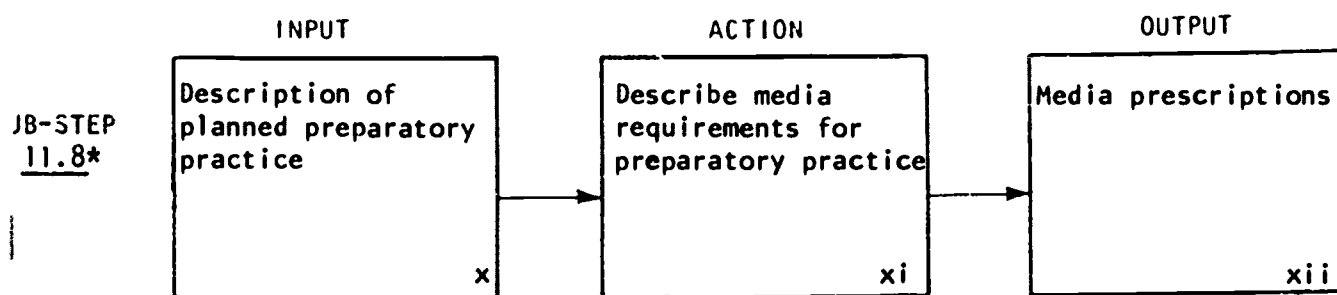 INPUT
ACTION
OUTPUT
JB-STEP
11.8*
Description of
planned preparatory
practice
x
Describe media
requirements for
preparatory practice
xi
Media prescriptions
xii